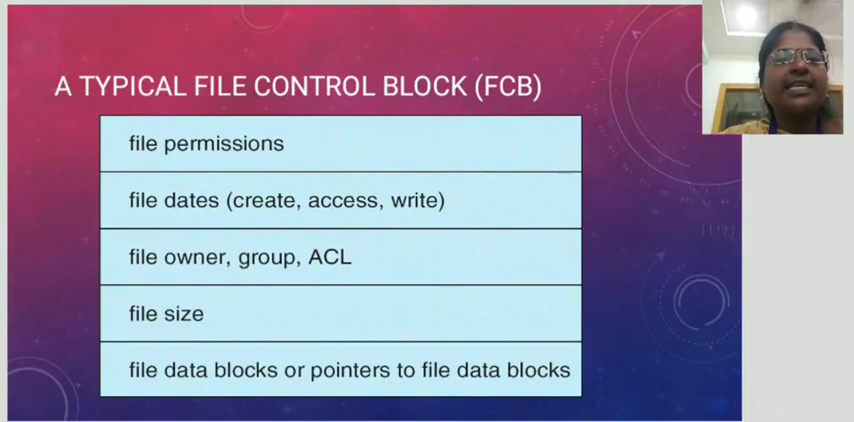 A TYPICAL FILE CONTROL BLOCK (FCB)
file permissions
file dates (create, access, write)
file owner, group, ACL
file size
file data blocks or pointers to file data blocks